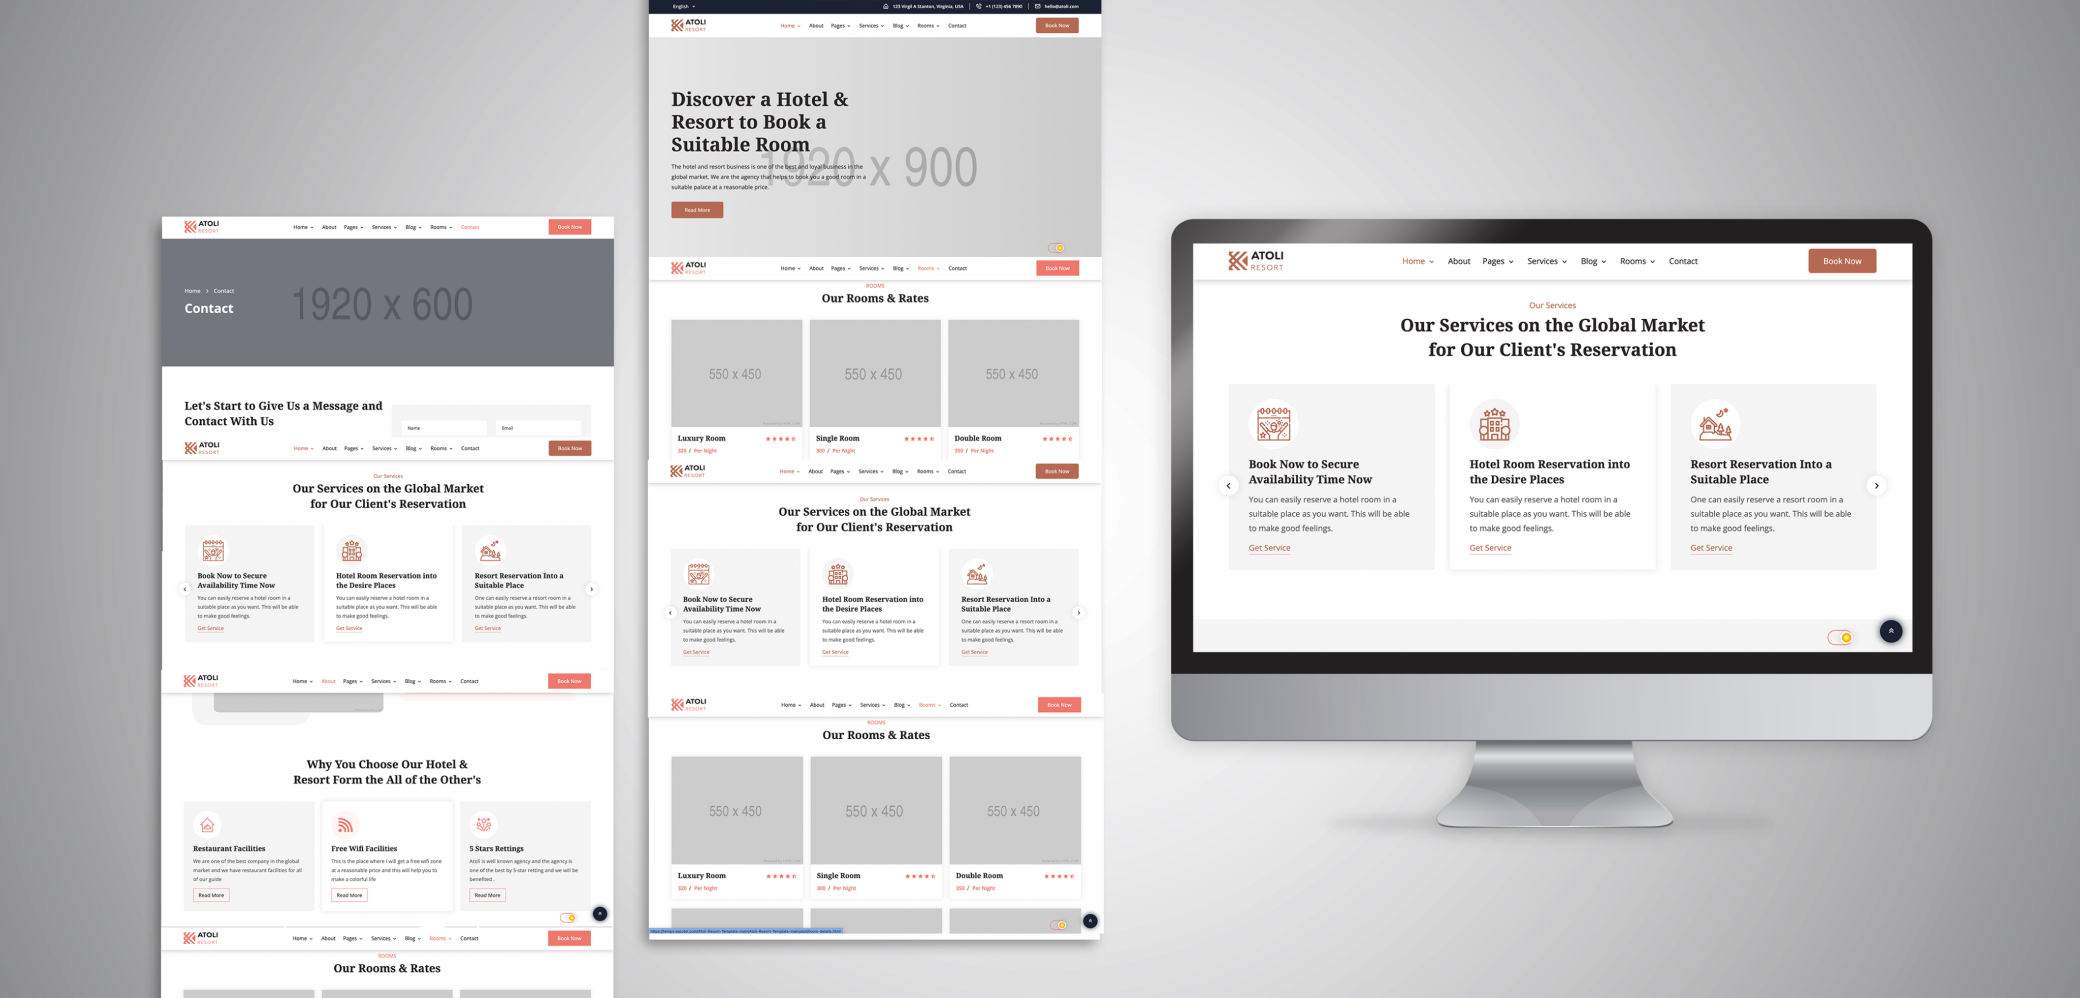 ATOLI
RESORT
Home About Pages Services Blog Rooms Contact
Book Now
1920 x 600
Home > Contact
Contact
Let's Start to Give Us a Message and
Contact With Us
Name Email
ATOLI
RESORT
Home About Pages Services Blog Rooms Contact
Book Now
Our Services
Our Services on the Global Market
for Our Client's Reservation
Book Now to Secure
Availability Time Now
You can easily reserve a hotel room in a
suitable place as you want. This will be able
to make good feelings.
Get Service
Hotel Room Reservation into
the Desire Places
You can easily reserve a hotel room in a
suitable place as you want. This will be able
to make good feelings.
Get Service
Resort Reservation Into a
Suitable Place
One can easily reserve a resort room in a
suitable place as you want. This will be able
to make good feelings.
Get Service
ATOLI
RESORT
Home About Pages Services Blog Rooms Contact
Book Now
Why You Choose Our Hotel &
Resort Form the All of the Other's
Restaurant Facilities
We are one of the best company in the global
market and we have restaurant facilities for all
of our guide
Read More
Free Wifi Facilities
This is the place where I will get a free wifi zone
at a reasonable price and this will help you to
make a colorful life
Read More
5 Stars Rettings
Atoli is well known agency and the agency is
one of the best by 5-star retting and we will be
benefited .
Read More
ATOLI
RESORT
Home About Pages Services Blog Rooms Contact
Book Now
ROOMS
Our Rooms & Rates
English
123 Virgil A Stanton, Virginia, USA
+1 (123) 456 7890
hello@atoli.com
ATOLI
RESORT
Home About Pages Services Blog Rooms Contact
Book Now
Discover a Hotel &
Resort to Book a
Suitable Room
1920 x 900
The hotel and resort business is one of the best and loyal business in the
global market. We are the agency that helps to book you a good room in a
suitable palace at a reasonable price.
Read More
ATOLI
RESORT
Home About Pages Services Blog Rooms Contact
Book Now
ROOMS
Our Rooms & Rates
550 x 450
550 x 450
550 x 450
Luxury Room
320 / Per Night
Single Room
300 / Per Night
Double Room
350 / Per Night
ATOLI
RESORT
Home About Pages Services Blog Rooms Contact
Book Now
Our Services
Our Services on the Global Market
for Our Client's Reservation
Book Now to Secure
Availability Time Now
You can easily reserve a hotel room in a
suitable place as you want. This will be able
to make good feelings.
Get Service
Hotel Room Reservation into
the Desire Places
You can easily reserve a hotel room in a
suitable place as you want. This will be able
to make good feelings.
Get Service
Resort Reservation Into a
Suitable Place
One can easily reserve a resort room in a
suitable place as you want. This will be able
to make good feelings.
Get Service
ATOLI
RESORT
Home About Pages Services Blog Rooms Contact
Book Now
ROOMS
Our Rooms & Rates
550 x 450
550 x 450
550 x 450
Luxury Room
320 / Per Night
Single Room
300 / Per Night
Double Room
350 / Per Night
ATOLI
RESORT
Home About Pages Services Blog Rooms Contact
Book Now
Our Services
Our Services on the Global Market
for Our Client's Reservation
Book Now to Secure
Availability Time Now
You can easily reserve a hotel room in a
suitable place as you want. This will be able
to make good feelings.
Get Service
Hotel Room Reservation into
the Desire Places
You can easily reserve a hotel room in a
suitable place as you want. This will be able
to make good feelings.
Get Service
Resort Reservation Into a
Suitable Place
One can easily reserve a resort room in a
suitable place as you want. This will be able
to make good feelings.
Get Service